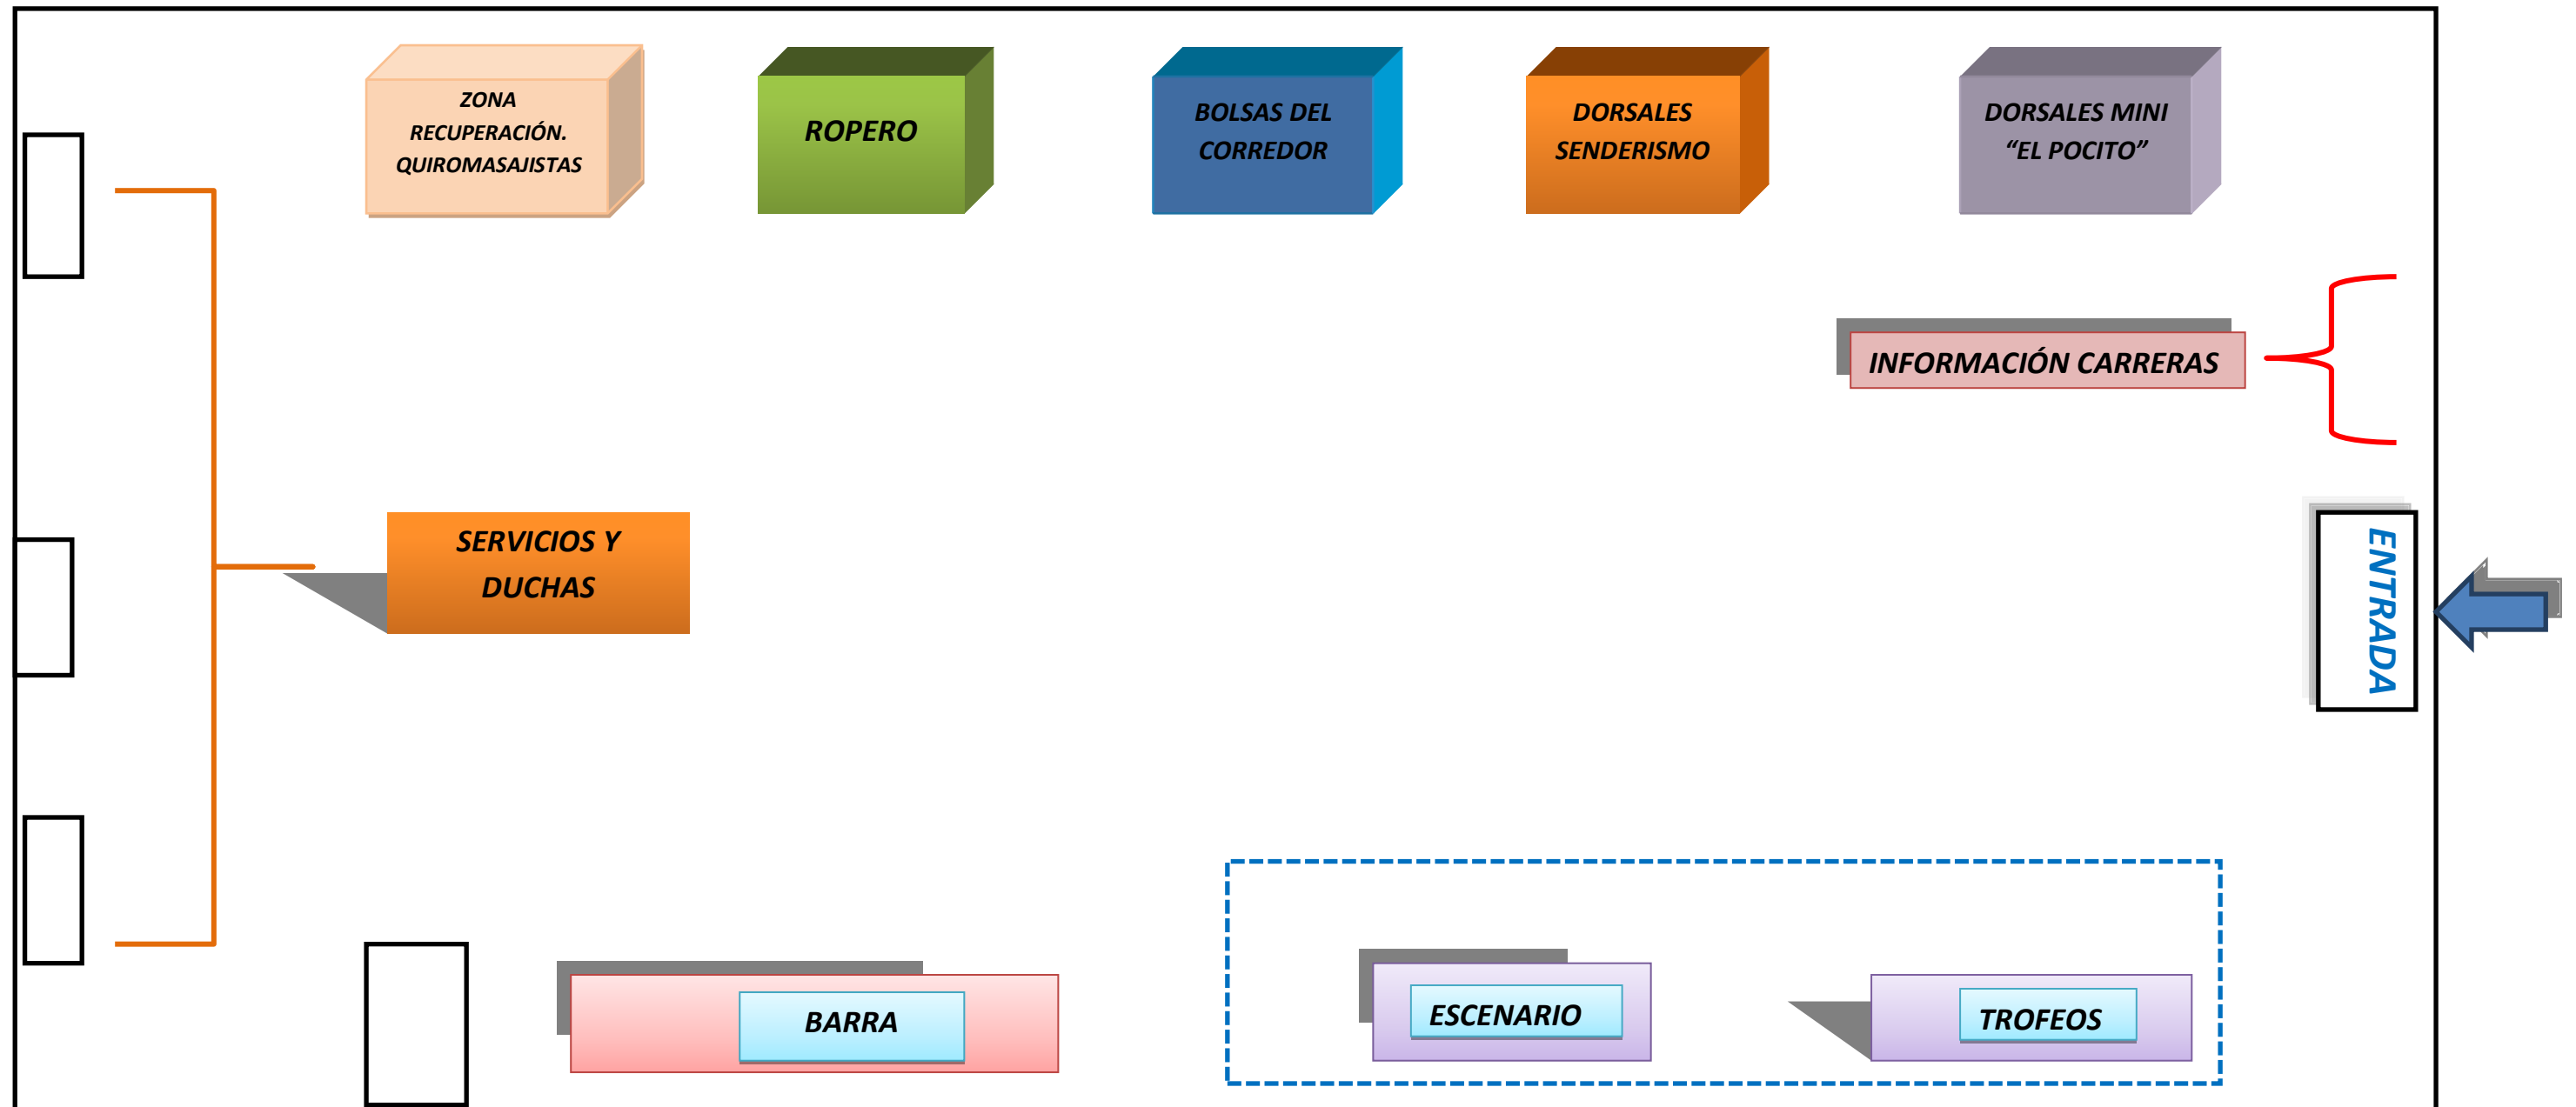 ZONA
RECUPERACIÓN.
QUIROMASAJISTAS
ROPERO
BOLSAS DEL
CORREDOR
DORSALES
SENDERISMO
DORSALES MINI
“EL POCITO”
INFORMACIÓN CARRERAS
SERVICIOS Y
DUCHAS
ENTRADA
BARRA
ESCENARIO
TROFEOS